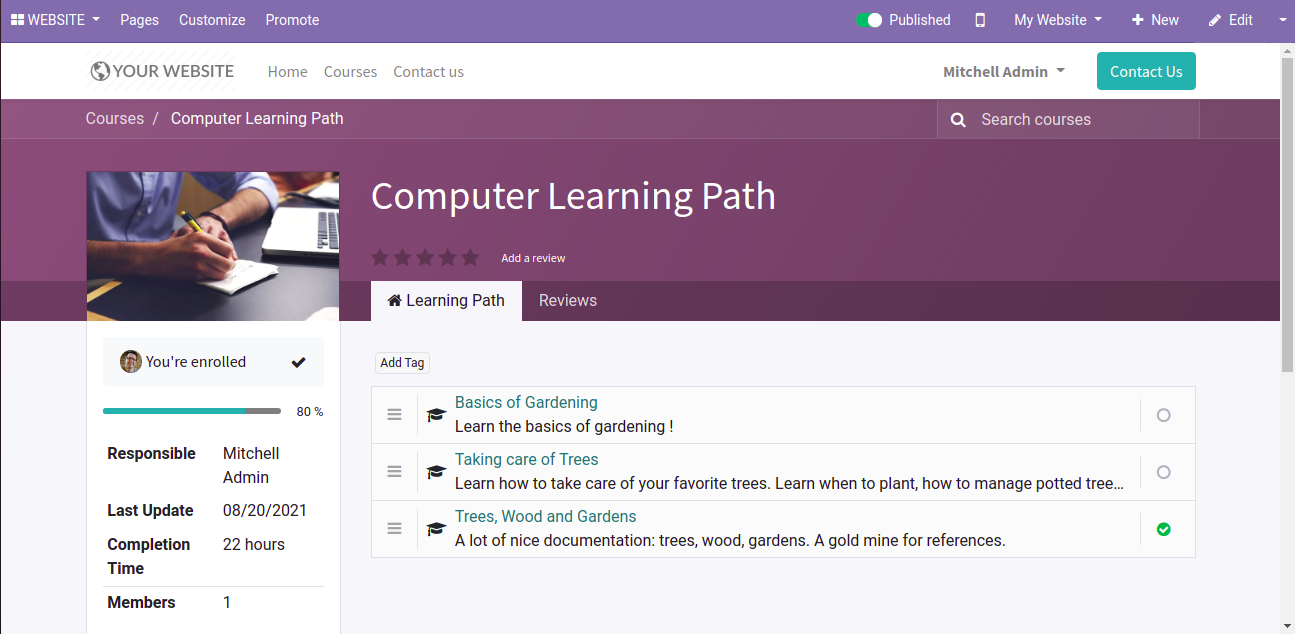 WEBSITE Pages Customize Promote Published My Website New Edit
YOUR WEBSITE Home Courses Contact us Mitchell Admin Contact Us
Courses / Computer Learning Path Search courses
Computer Learning Path
Add a review
Learning Path Reviews
You're enrolled
80 %
Responsible Mitchell Admin
Last Update 08/20/2021
Completion Time 22 hours
Members 1
Add Tag
Basics of Gardening
Learn the basics of gardening !
Taking care of Trees
Learn how to take care of your favorite trees. Learn when to plant, how to manage potted tree...
Trees, Wood and Gardens
A lot of nice documentation: trees, wood, gardens. A gold mine for references.